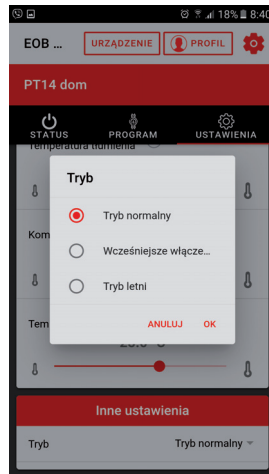 18% 8:40
EOB ... URZĄDZENIE PROFIL
PT14 dom
STATUS PROGRAM USTAWIENIA
Temperatura tłumienia
Tryb
Tryb normalny
Kom
Wcześniejsze włącze...
Tryb letni
Tem
ANULUJ OK
Inne ustawienia
Tryb Tryb normalny